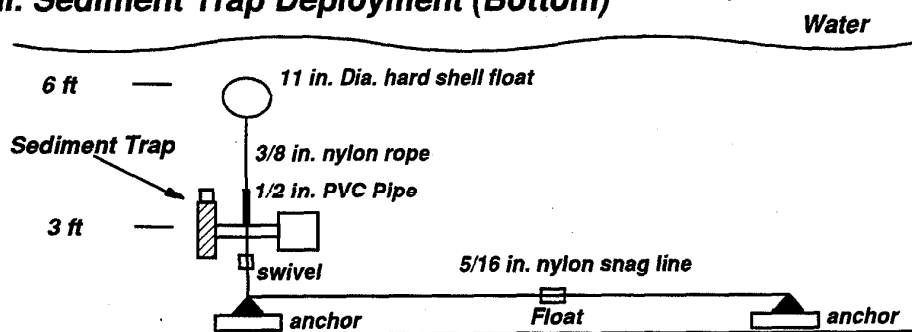 Sediment Trap Deployment (Bottom)
Water
6 ft
11 in. Dia. hard shell float
Sediment Trap
3/8 in. nylon rope
1/2 in. PVC Pipe
3 ft
swivel
5/16 in. nylon snag line
anchor
Float
anchor